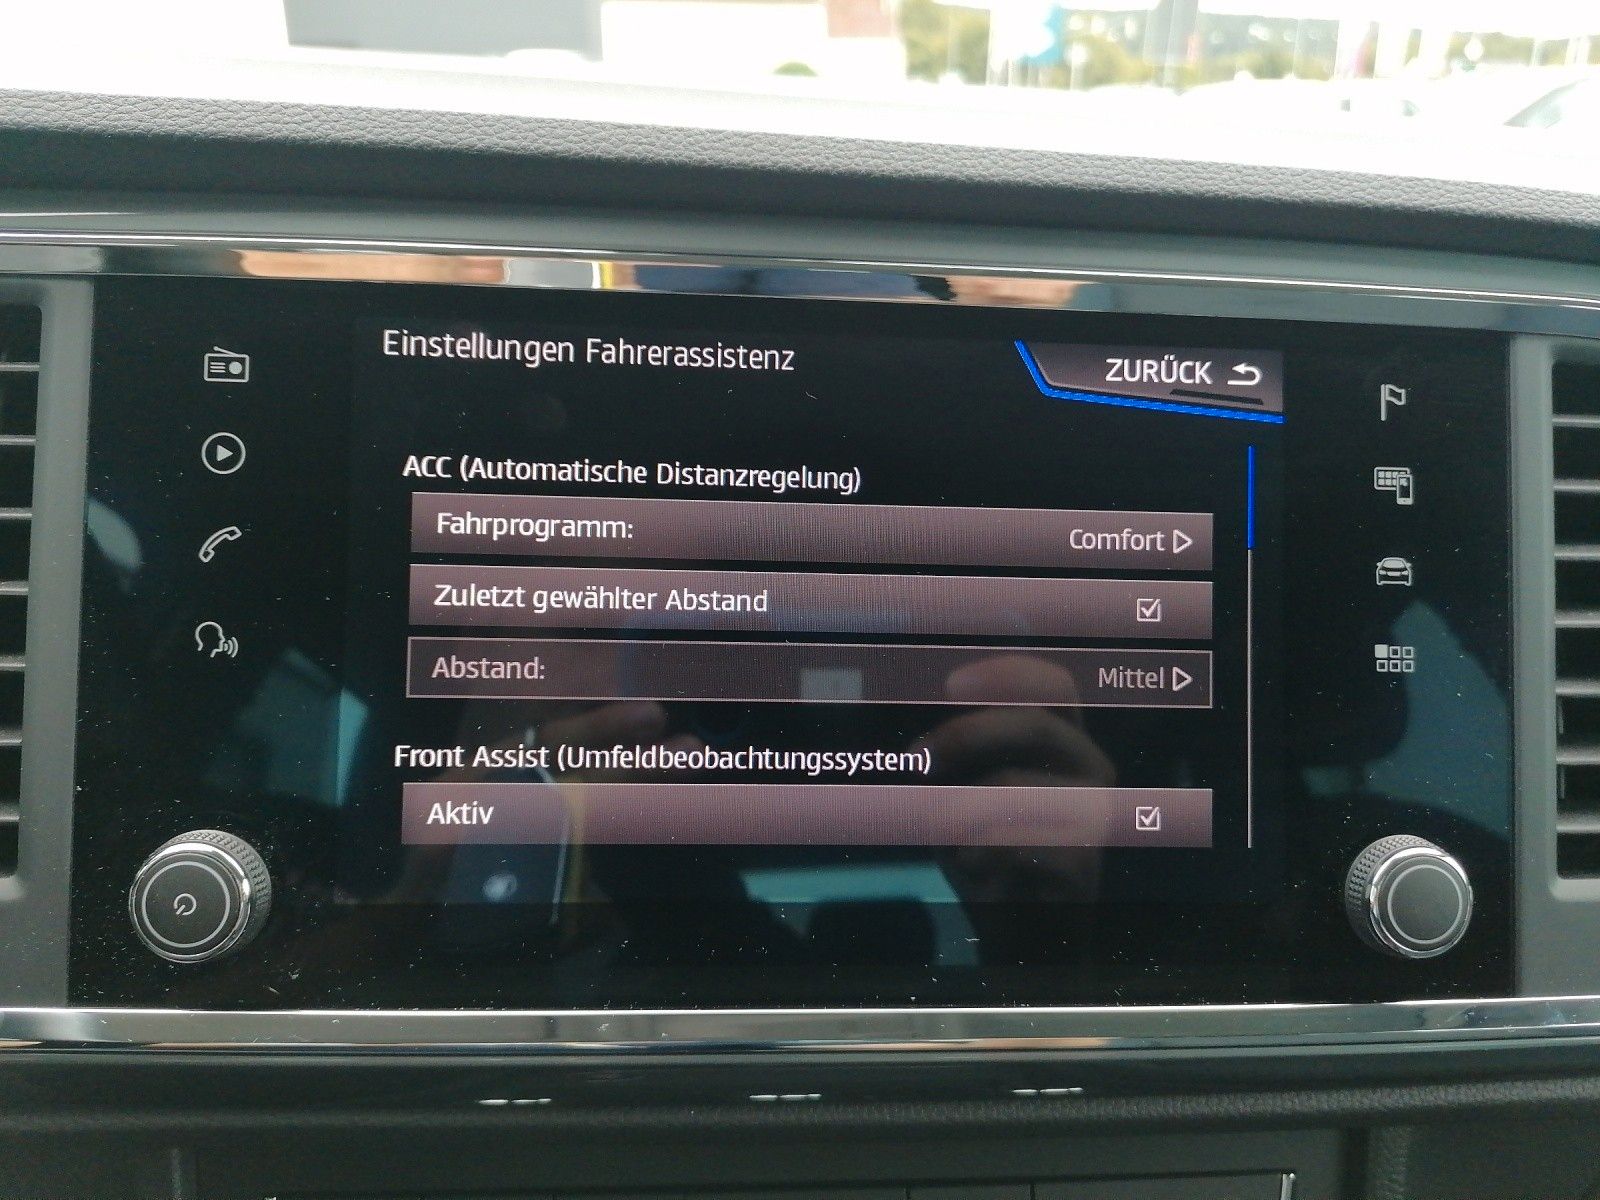 Einstellungen Fahrerassistenz
ZURÜCK
ACC (Automatische Distanzregelung)
Fahrprogramm: Comfort
Zuletzt gewählter Abstand
Abstand: Mittel
Front Assist (Umfeldbeobachtungssystem)
Aktiv